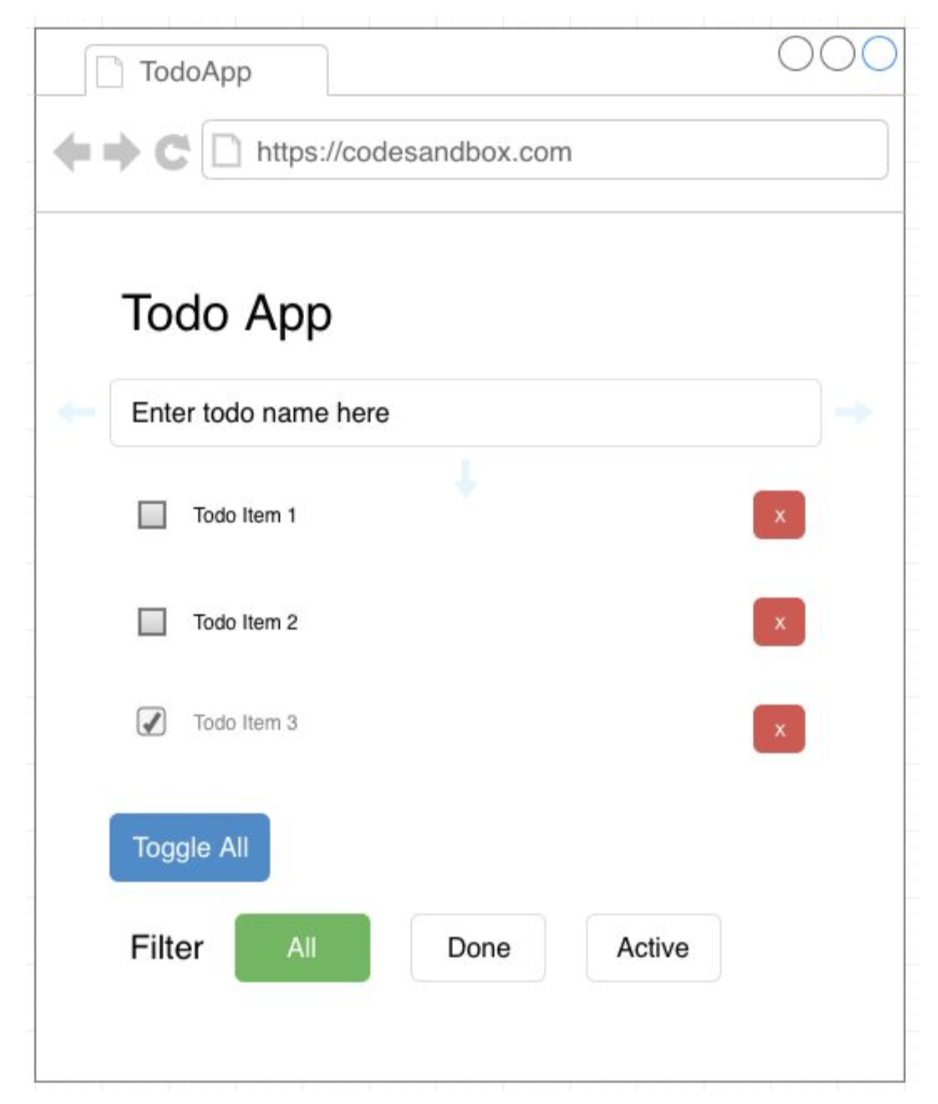 TodoApp
https://codesandbox.com
Todo App
Enter todo name here
Todo Item 1 x
Todo Item 2 x
Todo Item 3 x
Toggle All
Filter All Done Active